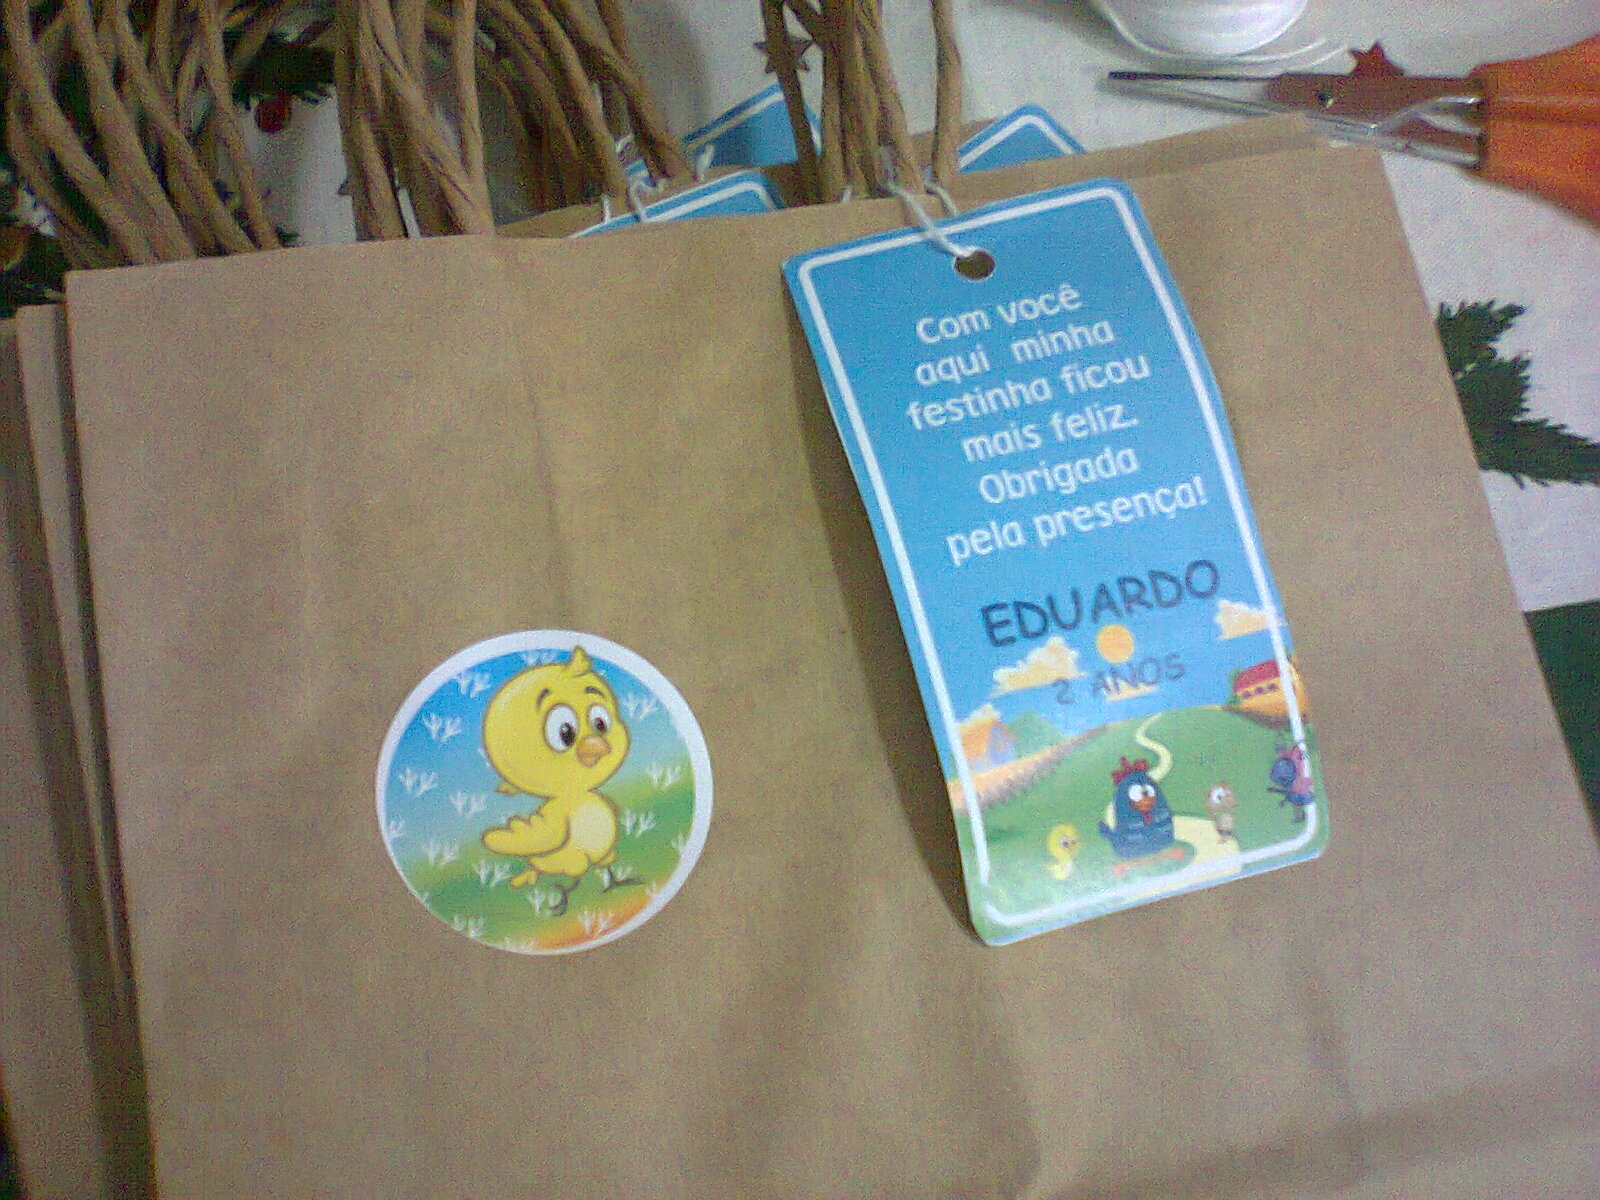 Com você
aqui minha
festinha ficou
mais feliz.
Obrigada
pela presença!
EDUARDO
2 ANOS